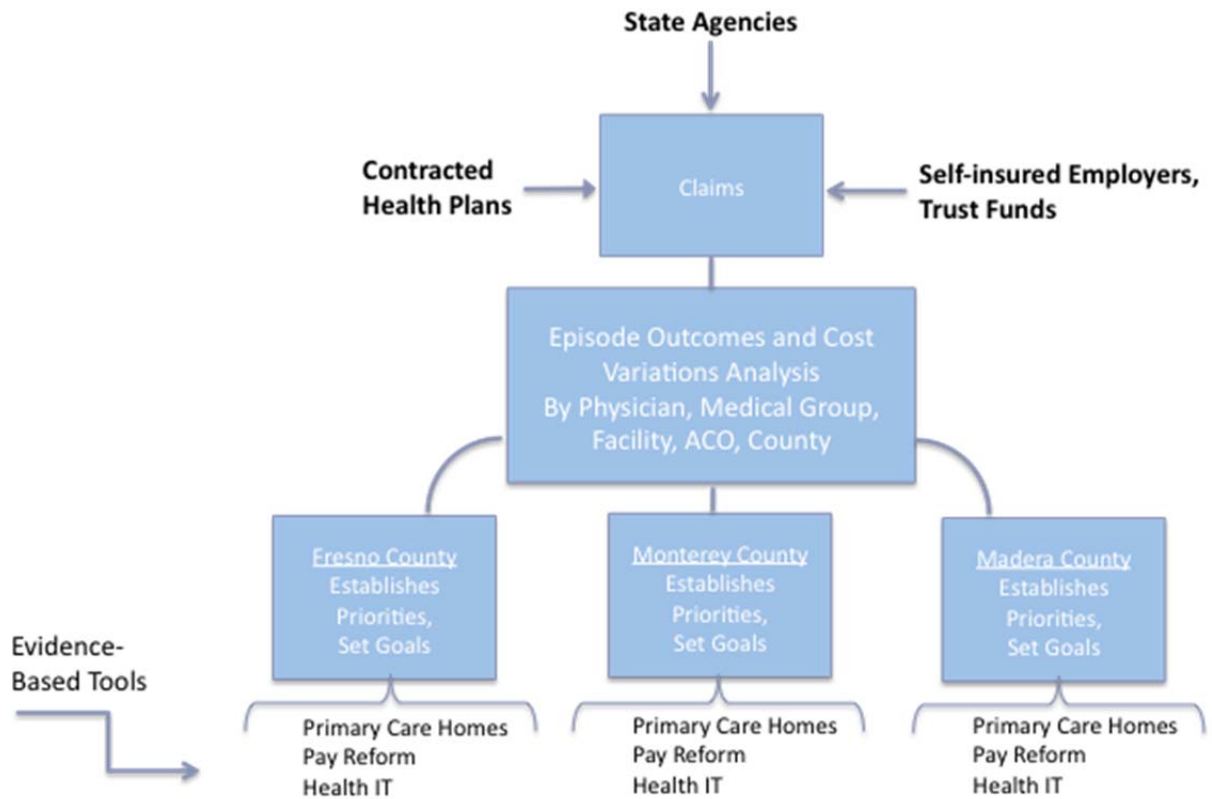 State Agencies
Contracted
Health Plans
Claims
Self-insured Employers,
Trust Funds
Episode Outcomes and Cost
Variations Analysis
By Physician, Medical Group,
Facility, ACO, County
Fresno County
Establishes
Priorities,
Set Goals
Monterey County
Establishes
Priorities,
Set Goals
Madera County
Establishes
Priorities,
Set Goals
Evidence-
Based Tools
Primary Care Homes
Pay Reform
Health IT
Primary Care Homes
Pay Reform
Health IT
Primary Care Homes
Pay Reform
Health IT